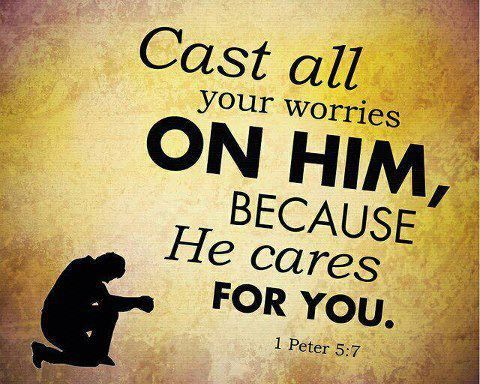 Cast all
your worries
ON HIM,
BECAUSE
He cares
FOR YOU.
1 Peter 5:7